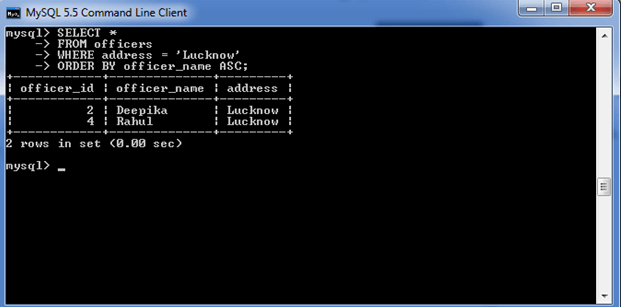 MySQL 5.5 Command Line Client
mysql> SELECT *
    -> FROM officers
    -> WHERE address = 'Lucknow'
    -> ORDER BY officer_name ASC;
+------------+--------------+---------+
| officer_id | officer_name | address |
+------------+--------------+---------+
|          2 | Deepika      | Lucknow |
|          4 | Rahul        | Lucknow |
+------------+--------------+---------+
2 rows in set (0.00 sec)
mysql> _